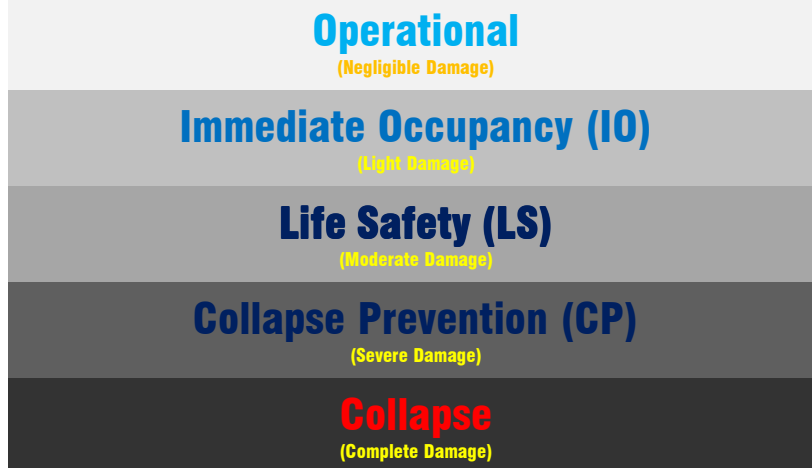 Operational
(Negligible Damage)
Immediate Occupancy (IO)
(Light Damage)
Life Safety (LS)
(Moderate Damage)
Collapse Prevention (CP)
(Severe Damage)
Collapse
(Complete Damage)